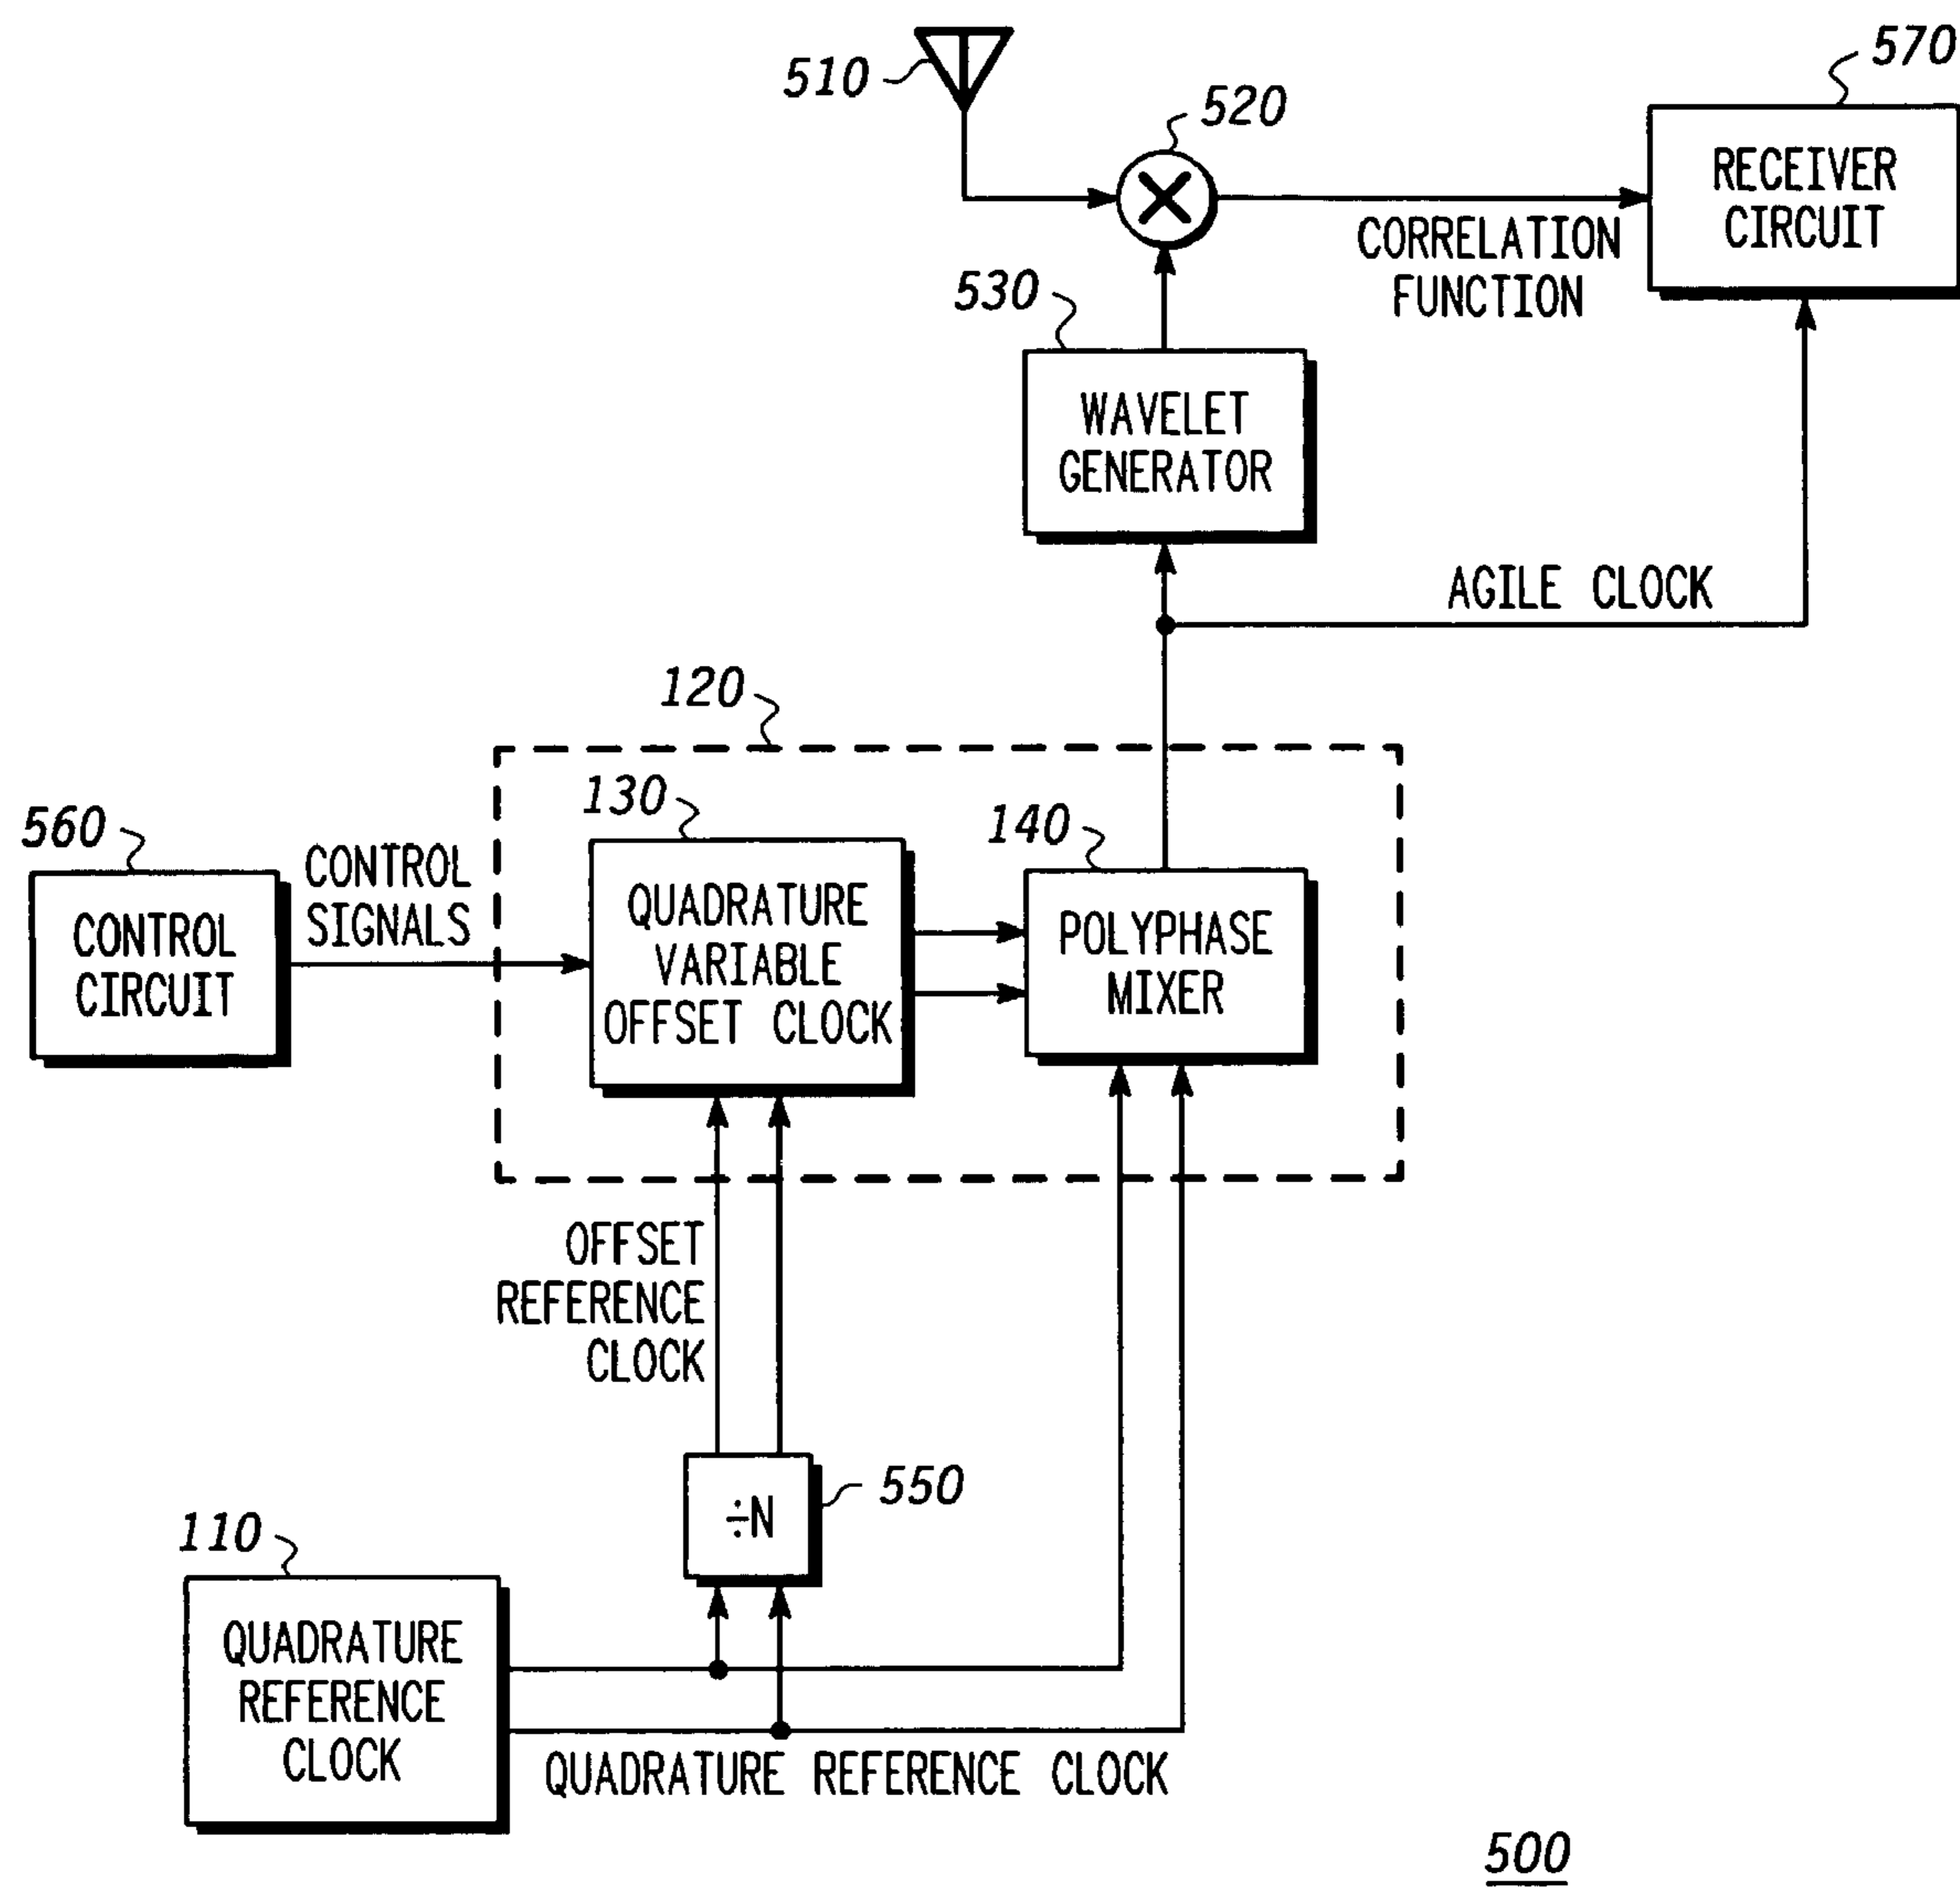 510
520
570
RECEIVER
CIRCUIT
CORRELATION
FUNCTION
530
WAVELET
GENERATOR
AGILE CLOCK
120
130
140
560
CONTROL
SIGNALS
CONTROL
CIRCUIT
QUADRATURE
VARIABLE
OFFSET CLOCK
POLYPHASE
MIXER
OFFSET
REFERENCE
CLOCK
÷N
550
110
QUADRATURE
REFERENCE
CLOCK
QUADRATURE REFERENCE CLOCK
500